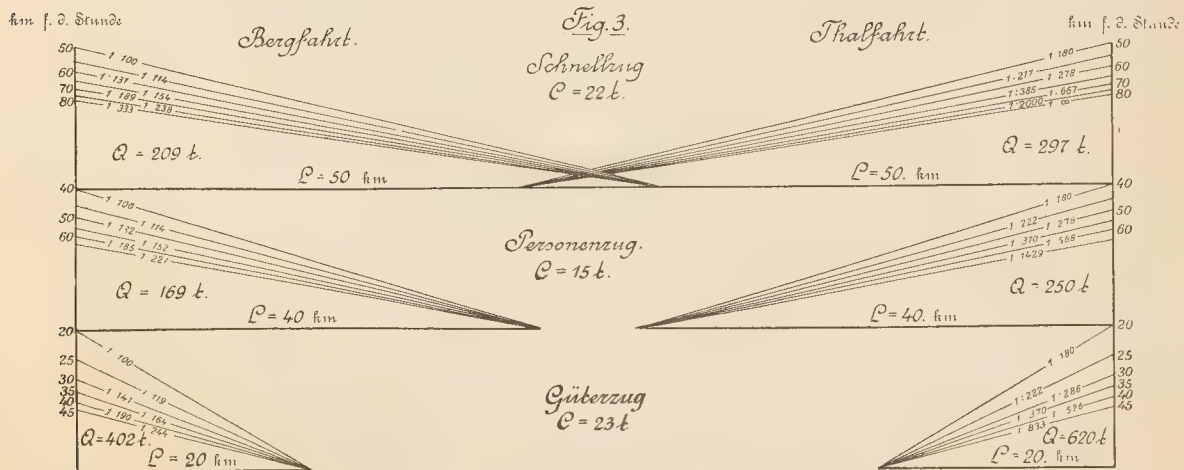 km f. d. Stunde
Fig. 3.
km f. d. Stunde
Bergfahrt.
Thalfahrt.
Schnellzug
C = 22 t.
50
60
70
80
1 100
1 114
1·131
1 154
1 189
1 238
1 333
Q = 209 t.
L = 50 km
50
60
70
80
1 180
1·217
1 278
1:385
1.667
1·2000
1 ∞
Q = 297 t.
L = 50. km
Personenzug.
C = 15 t.
40
50
60
1 100
1 114
1 132
1 152
1 185
1 221
Q = 169 t.
L = 40 km
40
50
60
1 180
1 222
1 278
1 370
1 568
1 1429
Q = 250 t
L = 40. km
Güterzug
C = 23 t
20
25
30
35
40
45
1 100
1 119
1 141
1 164
1 190
1 244
Q = 402 t.
L = 20 km
20
25
30
35
40
45
1 180
1:222
1·286
1 370
1 833
Q = 620 t
L = 20. km